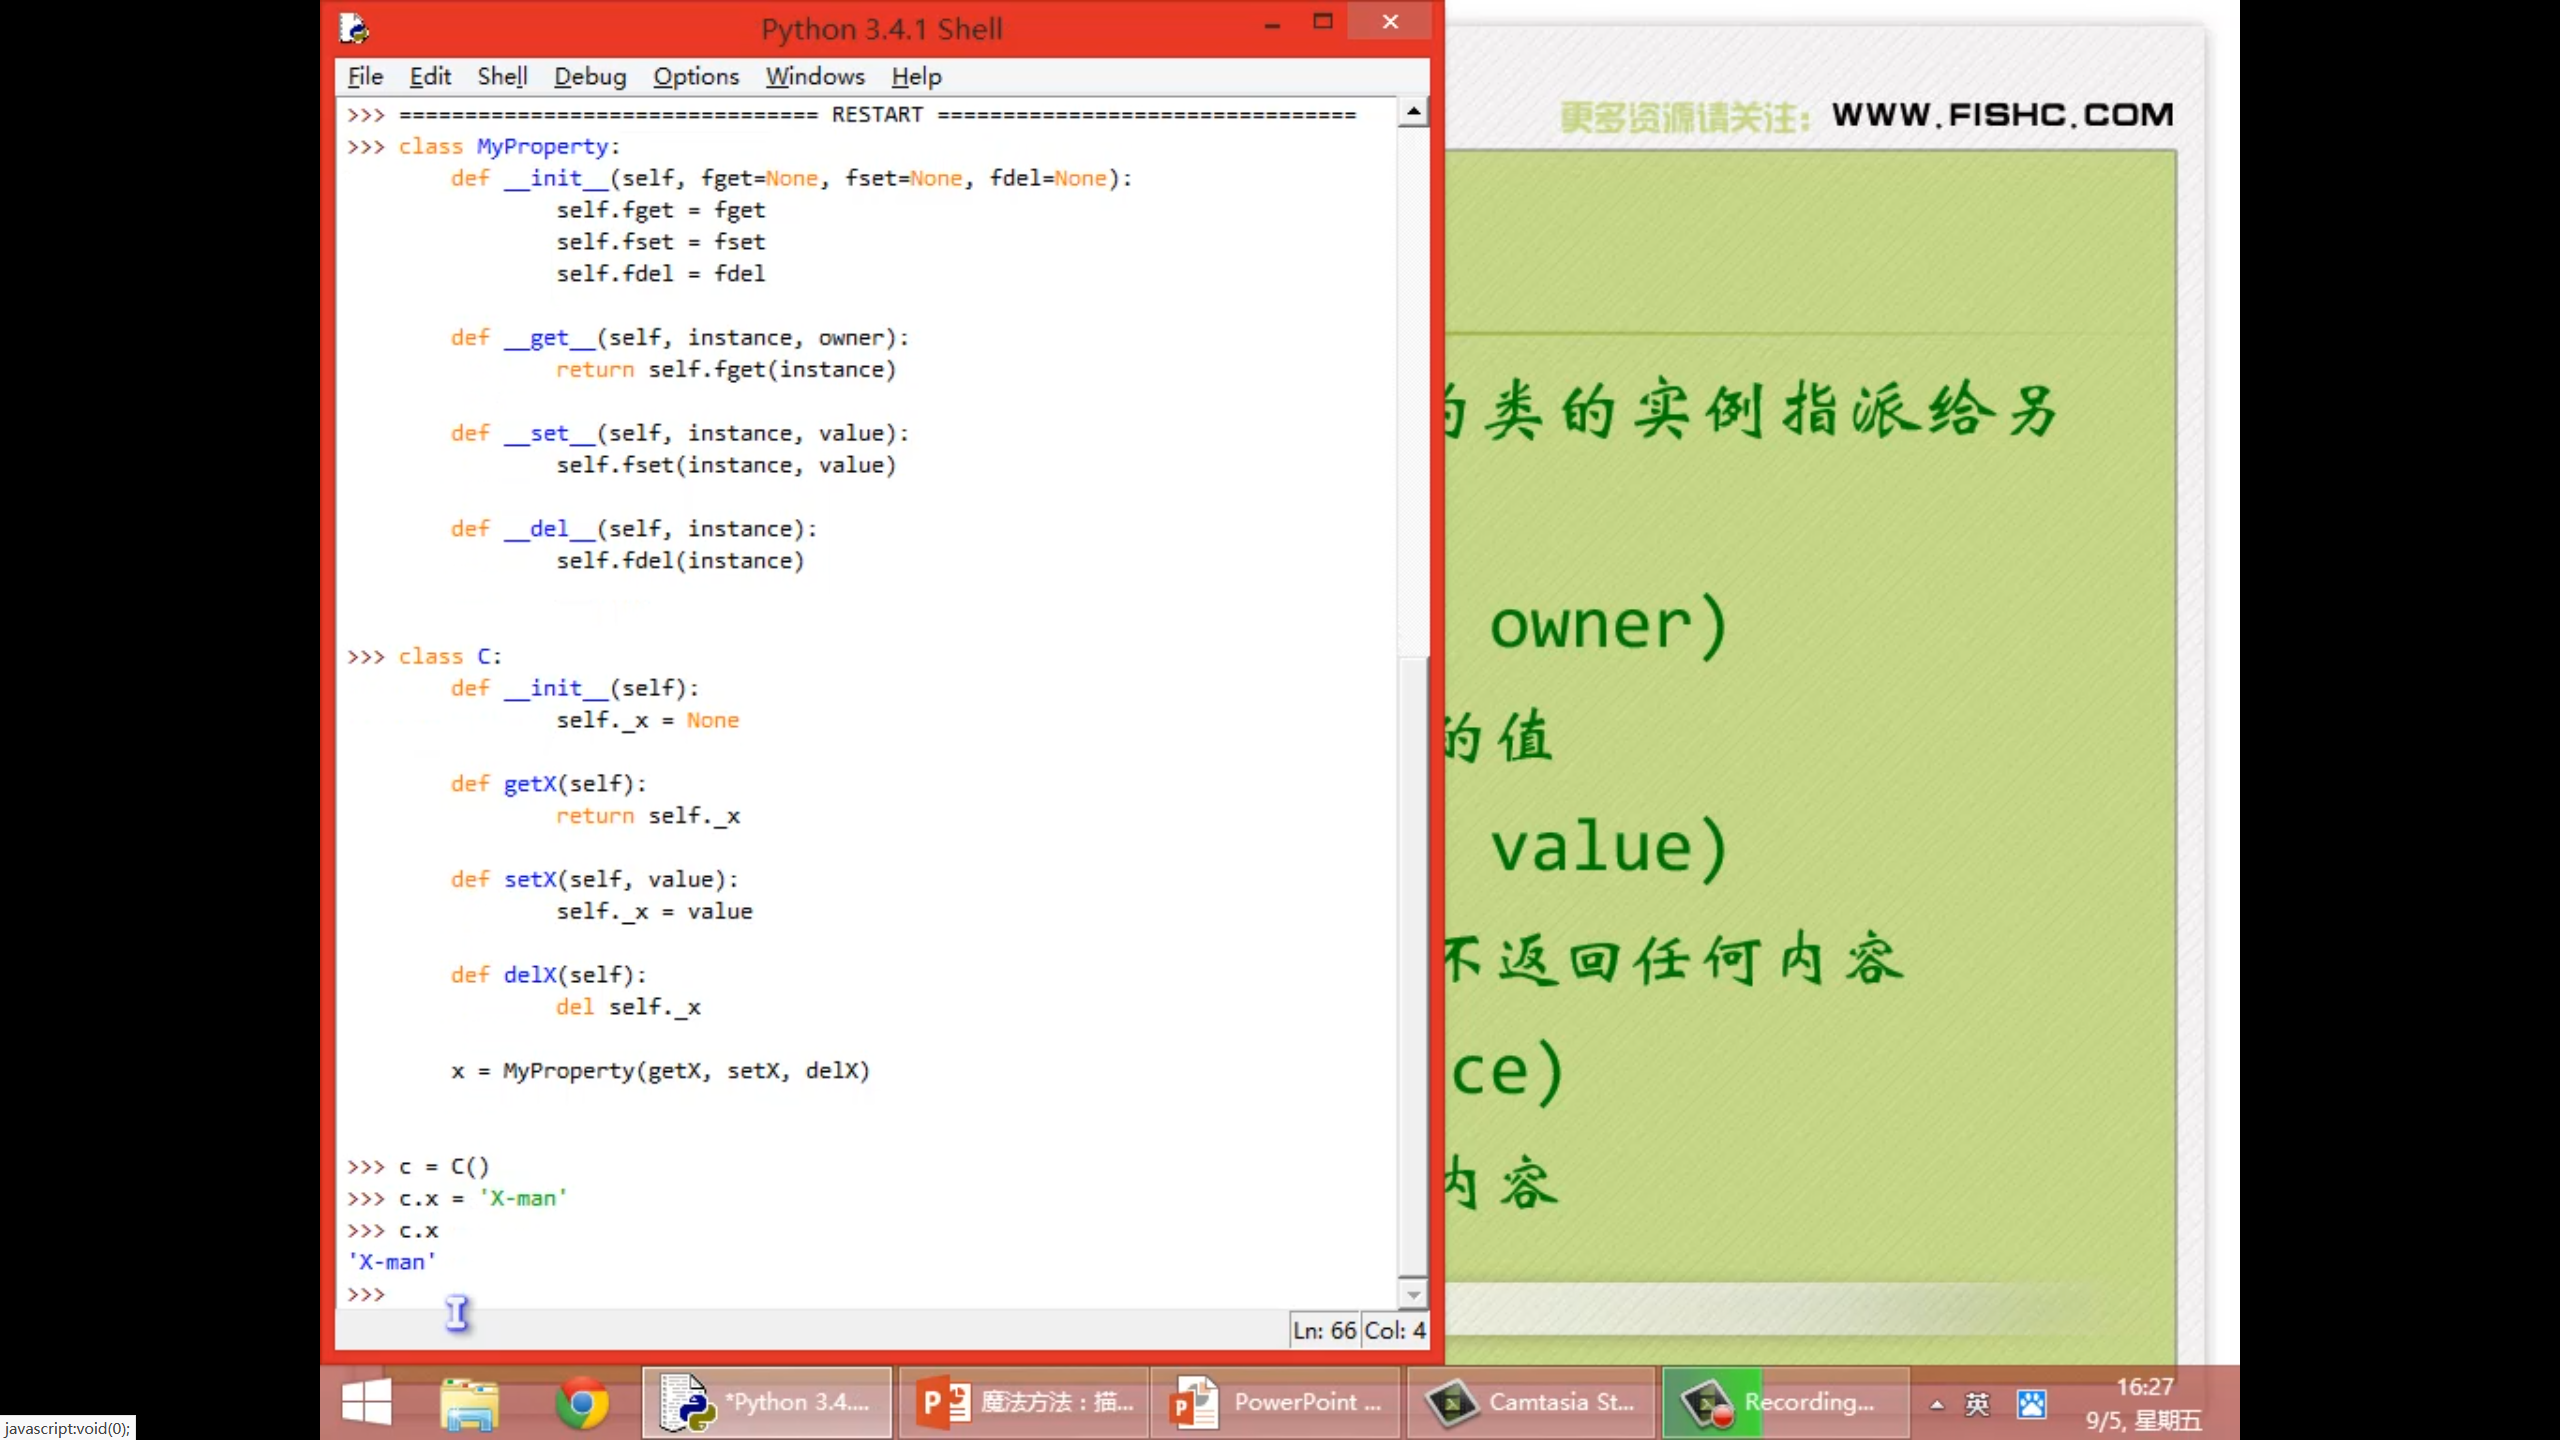 Python 3.4.1 Shell
File Edit Shell Debug Options Windows Help
>>> ================================ RESTART ================================
>>> class MyProperty:
def __init__(self, fget=None, fset=None, fdel=None):
self.fget = fget
self.fset = fset
self.fdel = fdel
def __get__(self, instance, owner):
return self.fget(instance)
def __set__(self, instance, value):
self.fset(instance, value)
def __del__(self, instance):
self.fdel(instance)
>>> class C:
def __init__(self):
self._x = None
def getX(self):
return self._x
def setX(self, value):
self._x = value
def delX(self):
del self._x
x = MyProperty(getX, setX, delX)
>>> c = C()
>>> c.x = 'X-man'
>>> c.x
'X-man'
>>>
Ln: 66 Col: 4
更多资源请关注: WWW.FISHC.COM
的类的实例指派给另
owner)
的值
value)
不返回任何内容
ce)
内容
*Python 3.4.... 魔法方法：描... PowerPoint ... Camtasia St... Recording... 英 16:27
9/5, 星期五
javascript:void(0);